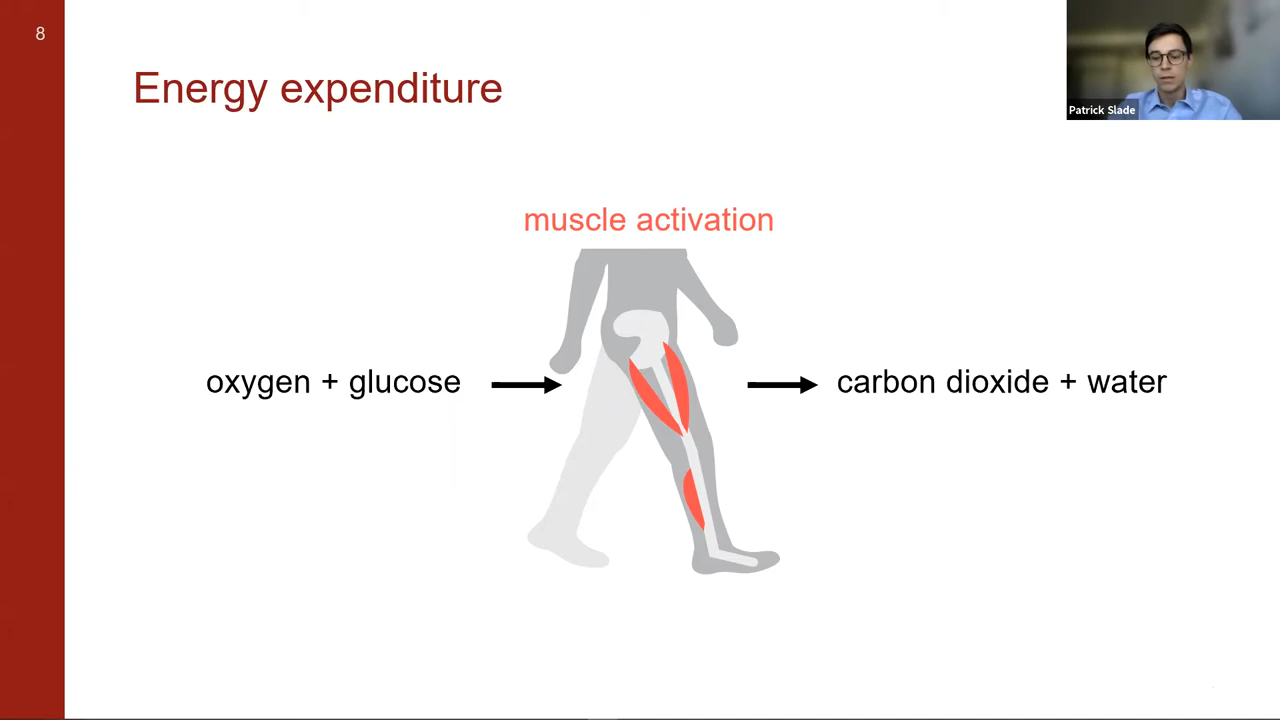 8
Energy expenditure
Patrick Slade
muscle activation
oxygen + glucose
carbon dioxide + water